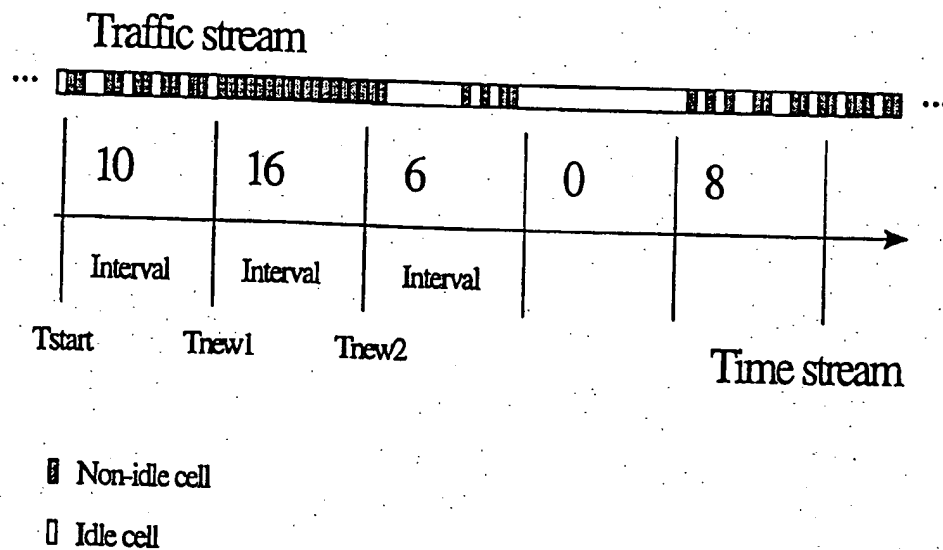 Traffic stream
... ...
10 16 6 0 8
Interval Interval Interval
Tstart Tnew1 Tnew2
Time stream
Non-idle cell
Idle cell